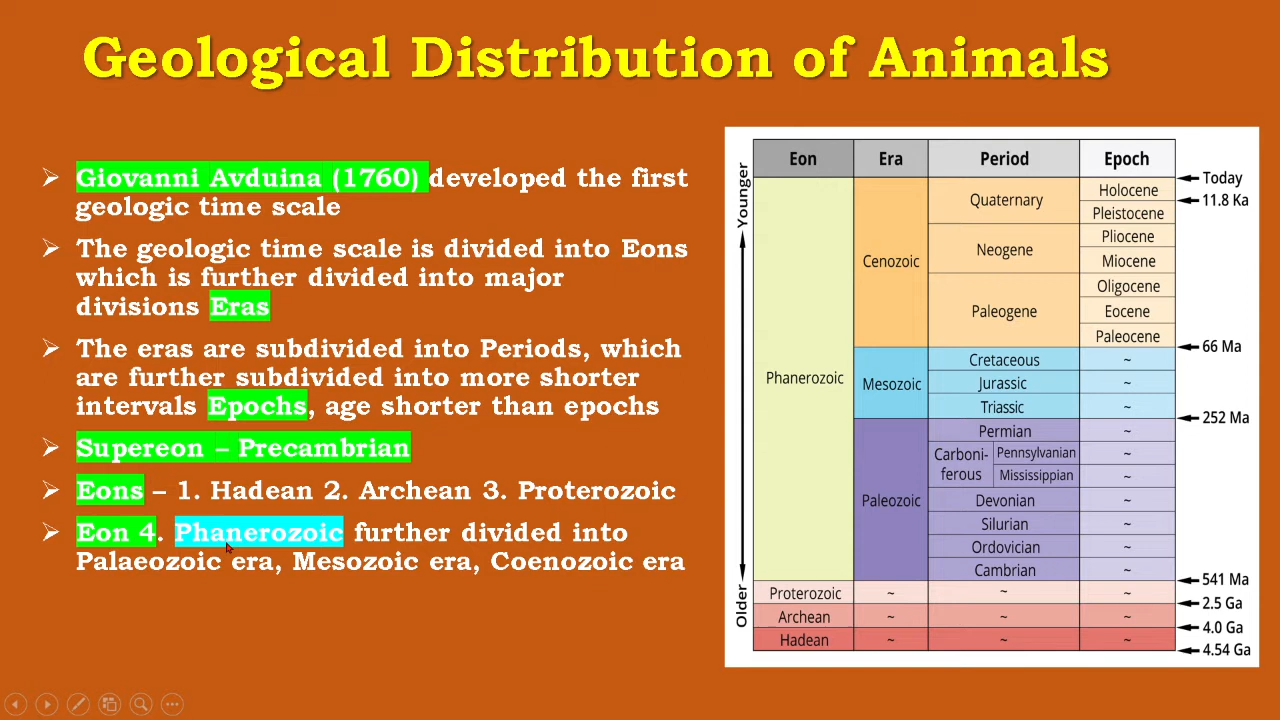 Geological Distribution of Animals
Giovanni Avduina (1760) developed the first
geologic time scale
The geologic time scale is divided into Eons
which is further divided into major
divisions Eras
The eras are subdivided into Periods, which
are further subdivided into more shorter
intervals Epochs, age shorter than epochs
Supereon – Precambrian
Eons – 1. Hadean 2. Archean 3. Proterozoic
Eon 4. Phanerozoic further divided into
Palaeozoic era, Mesozoic era, Coenozoic era
Eon Era Period Epoch
Younger
Older
Phanerozoic
Cenozoic
Quaternary
Holocene
Pleistocene
Neogene
Pliocene
Miocene
Paleogene
Oligocene
Eocene
Paleocene
Mesozoic
Cretaceous ~
Jurassic ~
Triassic ~
Paleozoic
Permian ~
Carboni-
ferous
Pennsylvanian ~
Mississippian ~
Devonian ~
Silurian ~
Ordovician ~
Cambrian ~
Proterozoic ~ ~ ~
Archean ~ ~ ~
Hadean ~ ~ ~
Today
11.8 Ka
66 Ma
252 Ma
541 Ma
2.5 Ga
4.0 Ga
4.54 Ga